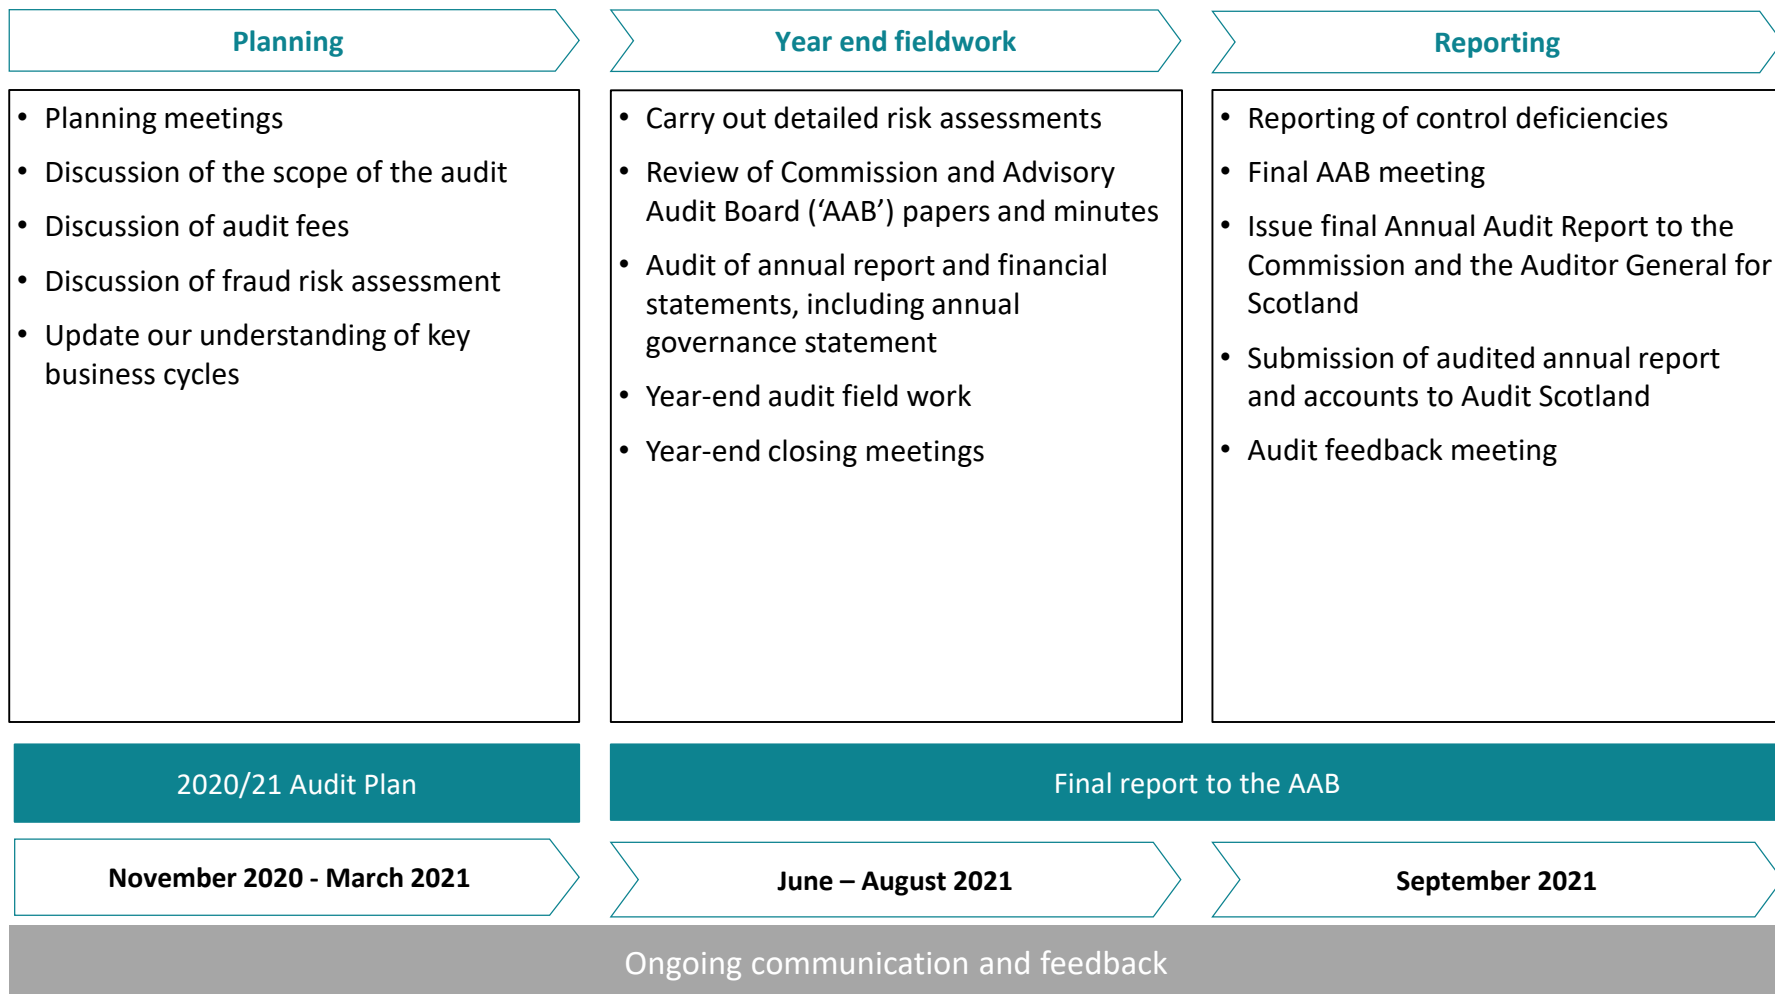 Planning
Year end fieldwork
Reporting
• Planning meetings
• Discussion of the scope of the audit
• Discussion of audit fees
• Discussion of fraud risk assessment
• Update our understanding of key
business cycles
• Carry out detailed risk assessments
• Review of Commission and Advisory
Audit Board (‘AAB’) papers and minutes
• Audit of annual report and financial
statements, including annual
governance statement
• Year-end audit field work
• Year-end closing meetings
• Reporting of control deficiencies
• Final AAB meeting
• Issue final Annual Audit Report to the
Commission and the Auditor General for
Scotland
• Submission of audited annual report
and accounts to Audit Scotland
• Audit feedback meeting
2020/21 Audit Plan
Final report to the AAB
November 2020 - March 2021
June – August 2021
September 2021
Ongoing communication and feedback